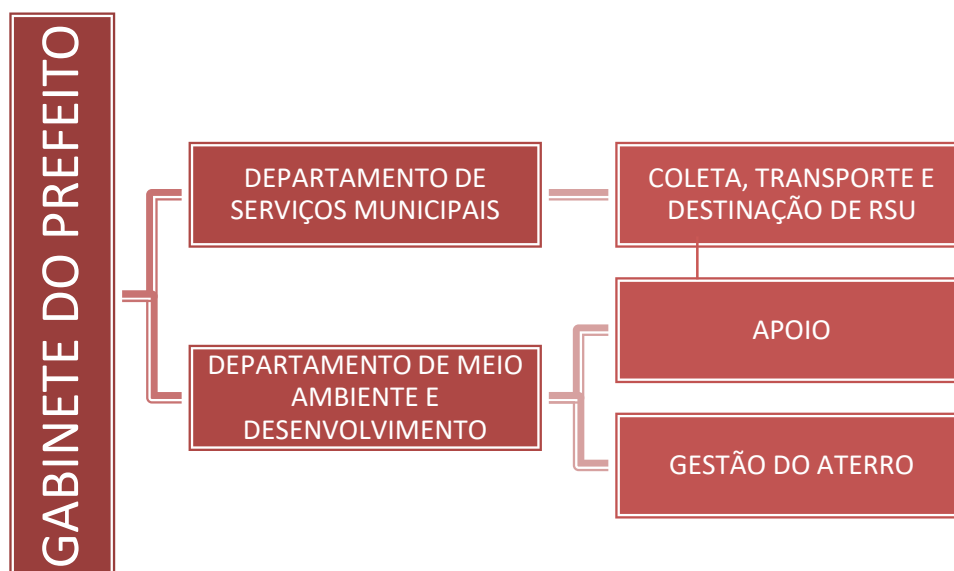 GABINETE DO PREFEITO
DEPARTAMENTO DE
SERVIÇOS MUNICIPAIS
COLETA, TRANSPORTE E
DESTINAÇÃO DE RSU
DEPARTAMENTO DE MEIO
AMBIENTE E
DESENVOLVIMENTO
APOIO
GESTÃO DO ATERRO